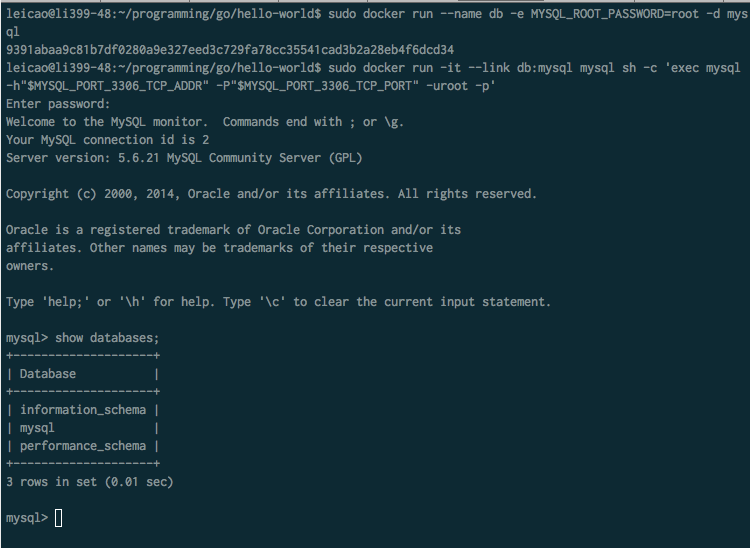 leicao@li399-48:~/programming/go/hello-world$ sudo docker run --name db -e MYSQL_ROOT_PASSWORD=root -d mys
ql
9391abaa9c81b7df0280a9e327eed3c729fa78cc35541cad3b2a28eb4f6dcd34
leicao@li399-48:~/programming/go/hello-world$ sudo docker run -it --link db:mysql mysql sh -c 'exec mysql
-h"$MYSQL_PORT_3306_TCP_ADDR" -P"$MYSQL_PORT_3306_TCP_PORT" -uroot -p'
Enter password:
Welcome to the MySQL monitor.  Commands end with ; or \g.
Your MySQL connection id is 2
Server version: 5.6.21 MySQL Community Server (GPL)

Copyright (c) 2000, 2014, Oracle and/or its affiliates. All rights reserved.

Oracle is a registered trademark of Oracle Corporation and/or its
affiliates. Other names may be trademarks of their respective
owners.

Type 'help;' or '\h' for help. Type '\c' to clear the current input statement.

mysql> show databases;
+--------------------+
| Database           |
+--------------------+
| information_schema |
| mysql              |
| performance_schema |
+--------------------+
3 rows in set (0.01 sec)

mysql>